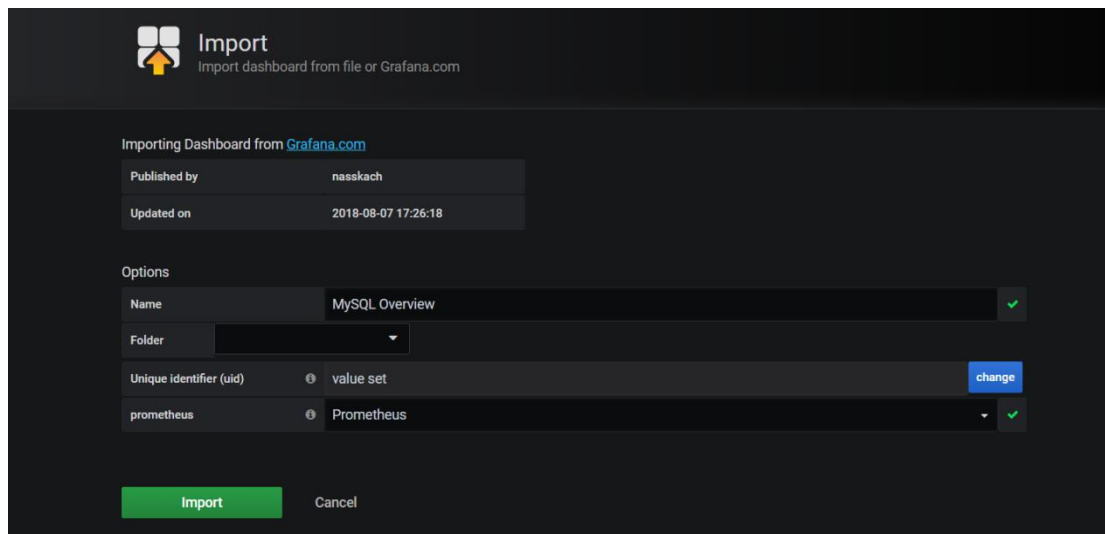 Import
Import dashboard from file or Grafana.com
Importing Dashboard from Grafana.com
Published by nasskach
Updated on 2018-08-07 17:26:18
Options
Name MySQL Overview
Folder
Unique identifier (uid) value set change
prometheus Prometheus
Import Cancel